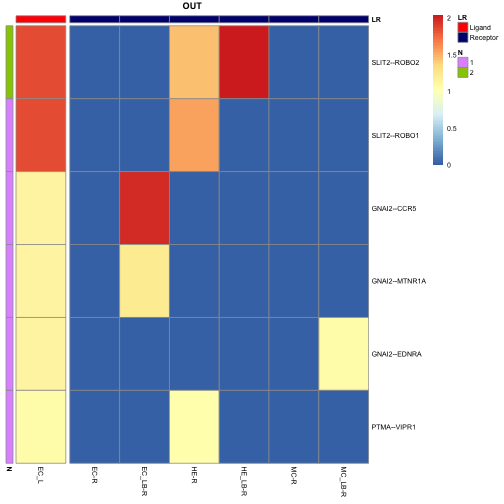 OUT
LR
SLIT2--ROBO2
SLIT2--ROBO1
GNAI2--CCR5
GNAI2--MTNR1A
GNAI2--EDNRA
PTMA--VIPR1
N
EC_L
EC-R
EC_LB-R
HE-R
HE_LB-R
MC-R
MC_LB-R
2
1.5
1
0.5
0
LR
Ligand
Receptor
N
1
2